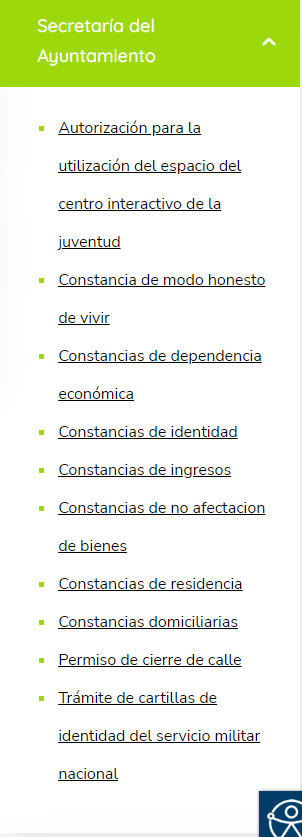 Secretaría del
Ayuntamiento
Autorización para la
utilización del espacio del
centro interactivo de la
juventud
Constancia de modo honesto
de vivir
Constancias de dependencia
económica
Constancias de identidad
Constancias de ingresos
Constancias de no afectacion
de bienes
Constancias de residencia
Constancias domiciliarias
Permiso de cierre de calle
Trámite de cartillas de
identidad del servicio militar
nacional